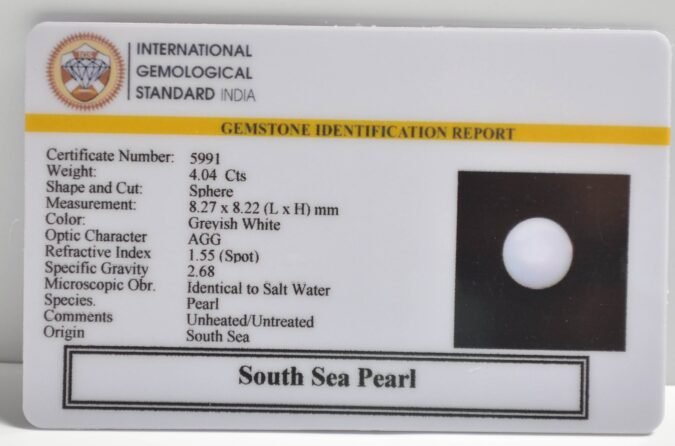 INTERNATIONAL
GEMOLOGICAL
STANDARD INDIA
GEMSTONE IDENTIFICATION REPORT
Certificate Number: 5991
Weight: 4.04 Cts
Shape and Cut: Sphere
Measurement: 8.27 x 8.22 (L x H) mm
Color: Greyish White
Optic Character AGG
Refractive Index 1.55 (Spot)
Specific Gravity 2.68
Microscopic Obr. Identical to Salt Water
Species. Pearl
Comments Unheated/Untreated
Origin South Sea
South Sea Pearl